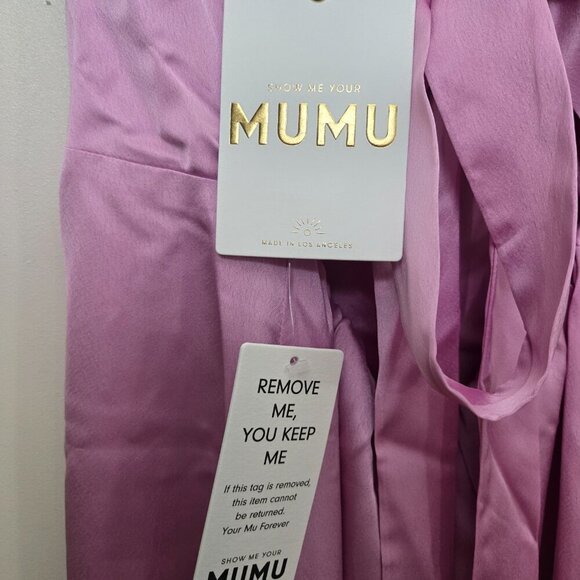 SHOW ME YOUR
MUMU
MADE IN LOS ANGELES
REMOVE
ME,
YOU KEEP
ME
If this tag is removed,
this item cannot
be returned.
Your Mu Forever
SHOW ME YOUR
MUMU